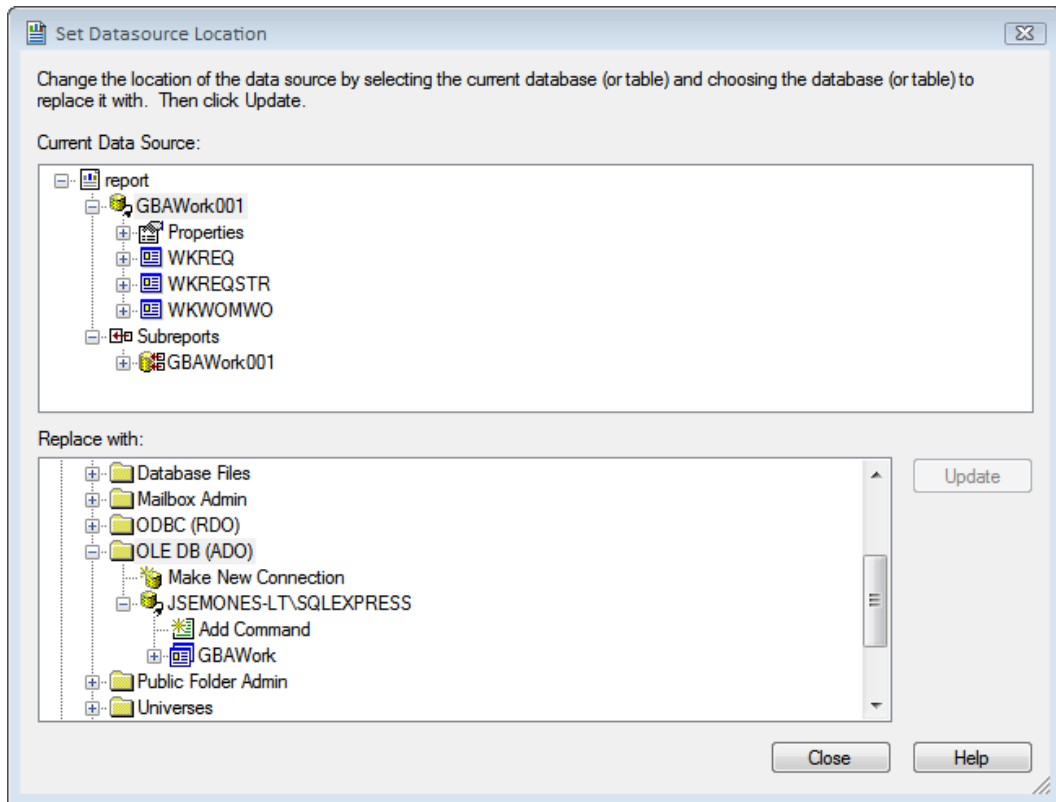 Set Datasource Location
Change the location of the data source by selecting the current database (or table) and choosing the database (or table) to
replace it with.  Then click Update.
Current Data Source:
report
GBAWork001
Properties
WKREQ
WKREQSTR
WKWOMWO
Subreports
GBAWork001
Replace with:
Database Files
Mailbox Admin
ODBC (RDO)
OLE DB (ADO)
Make New Connection
JSEMONES-LT\SQLEXPRESS
Add Command
GBAWork
Public Folder Admin
Universes
Update
Close
Help